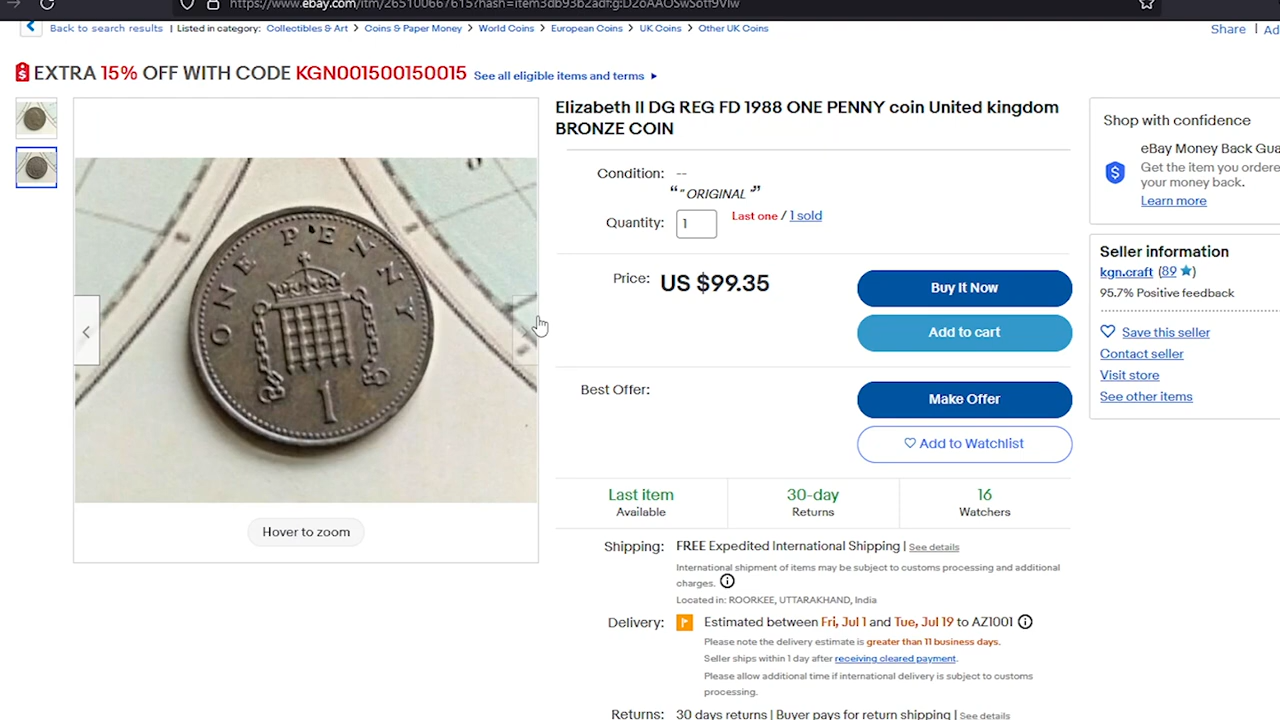 https://www.ebay.com/itm/265100667615?hash=item3db93b2adf:g:D2oAAOSwSoff9Vlw
Back to search results | Listed in category: Collectibles & Art > Coins & Paper Money > World Coins > European Coins > UK Coins > Other UK Coins
Share | Ad
EXTRA 15% OFF WITH CODE KGN001500150015 See all eligible items and terms
Elizabeth II DG REG FD 1988 ONE PENNY coin United kingdom
BRONZE COIN
ONE PENNY
1
Hover to zoom
Condition: --
“" ORIGINAL "”
Quantity: 1 Last one / 1 sold
Price: US $99.35
Buy It Now
Add to cart
Best Offer:
Make Offer
Add to Watchlist
Last item
Available
30-day
Returns
16
Watchers
Shipping: FREE Expedited International Shipping | See details
International shipment of items may be subject to customs processing and additional
charges.
Located in: ROORKEE, UTTARAKHAND, India
Delivery: Estimated between Fri, Jul 1 and Tue, Jul 19 to AZ1001
Please note the delivery estimate is greater than 11 business days.
Seller ships within 1 day after receiving cleared payment.
Please allow additional time if international delivery is subject to customs
processing.
Returns: 30 days returns | Buyer pays for return shipping | See details
Shop with confidence
eBay Money Back Gua
Get the item you ordere
your money back.
Learn more
Seller information
kgn.craft (89)
95.7% Positive feedback
Save this seller
Contact seller
Visit store
See other items